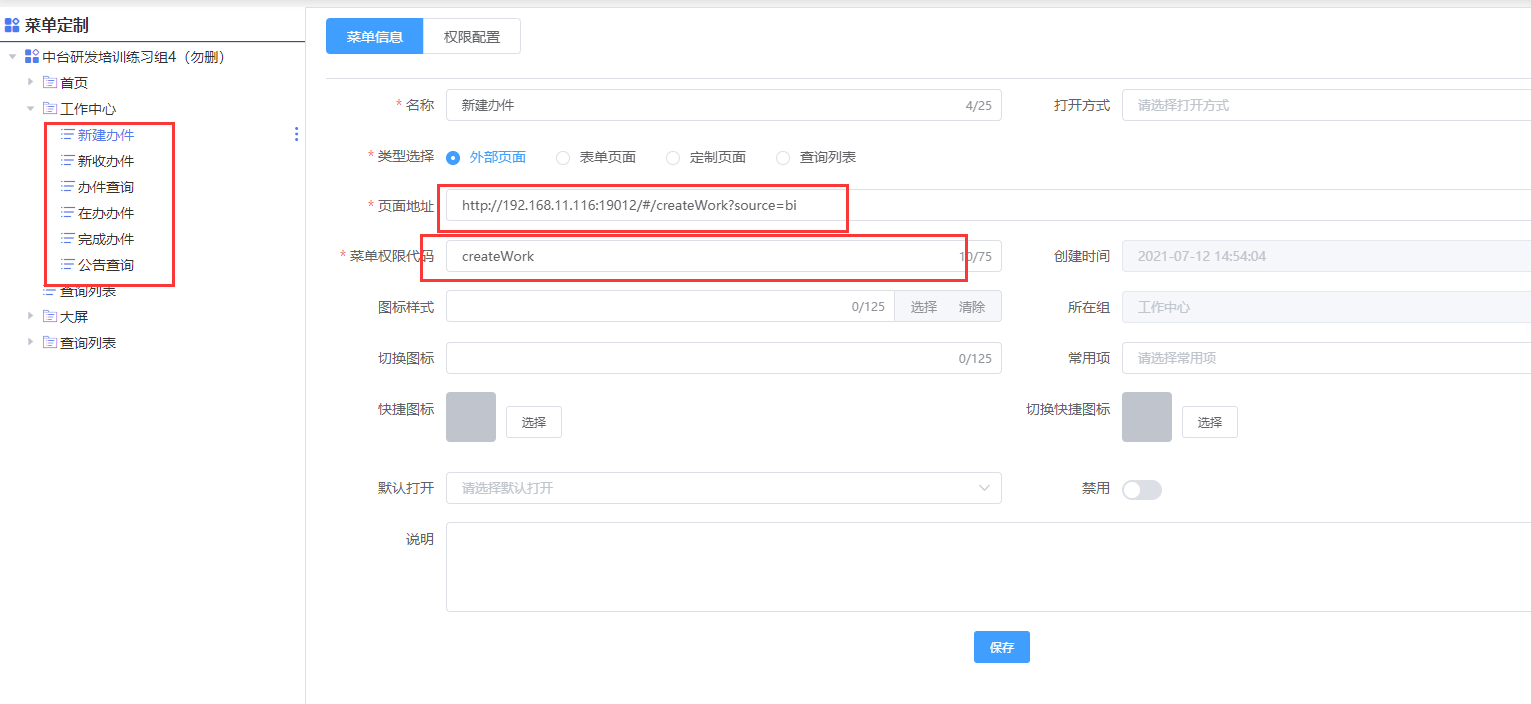 菜单定制
中台研发培训练习组4（勿删）
首页
工作中心
新建办件
新收办件
办件查询
在办办件
完成办件
公告查询
查询列表
大屏
查询列表
菜单信息 权限配置
* 名称 新建办件 4/25 打开方式 请选择打开方式
* 类型选择 外部页面 表单页面 定制页面 查询列表
* 页面地址 http://192.168.11.116:19012/#/createWork?source=bi
* 菜单权限代码 createWork 10/75 创建时间 2021-07-12 14:54:04
图标样式 0/125 选择 清除 所在组 工作中心
切换图标 0/125 常用项 请选择常用项
快捷图标 选择 切换快捷图标 选择
默认打开 请选择默认打开 禁用
说明
保存